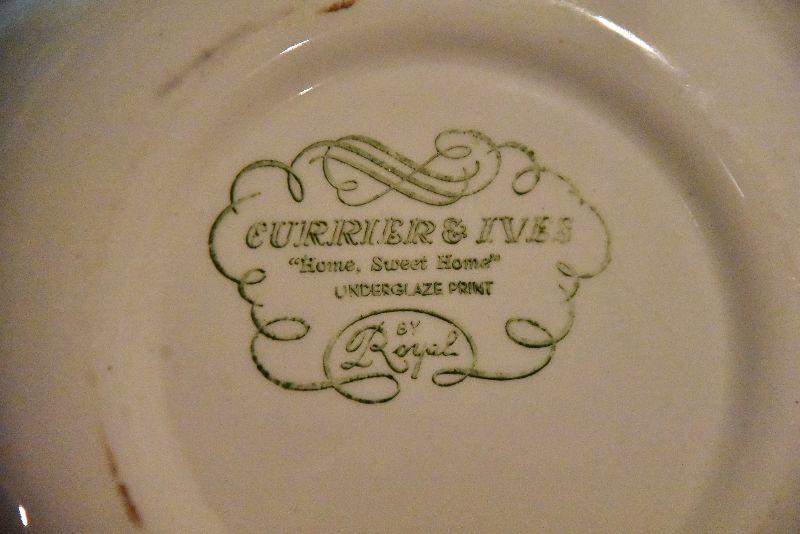 CURRIER & IVES
"Home, Sweet Home"
UNDERGLAZE PRINT
BY
Royal